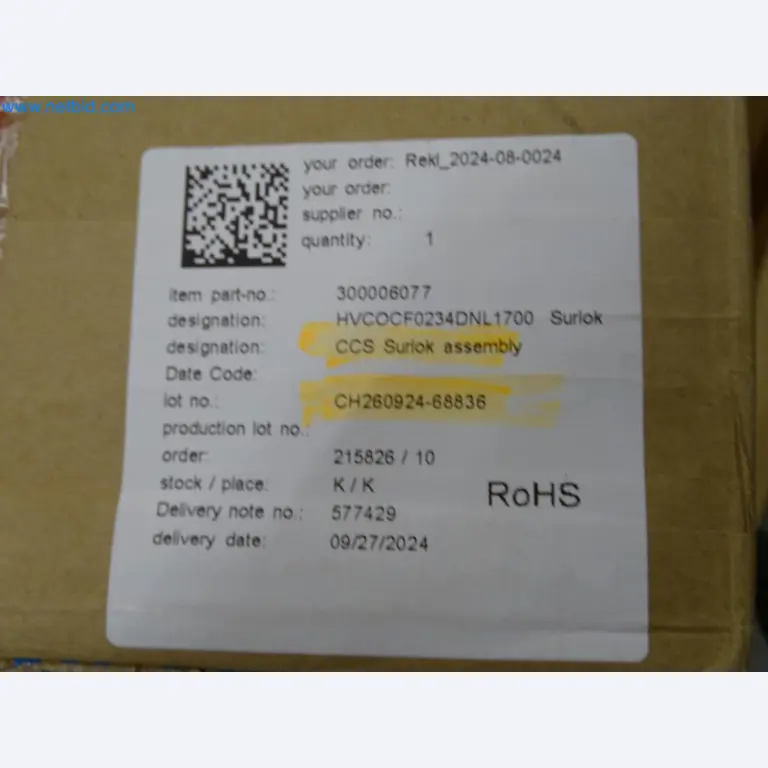 www.netbid.com
your order: Rekl_2024-08-0024
your order:
supplier no.:
quantity: 1
item part-no.: 300006077
designation: HVCOCF0234DNL1700 Surlok
designation: CCS Surlok assembly
Date Code:
lot no.: CH260924-68836
production lot no.:
order: 215826 / 10
stock / place: K / K
RoHS
Delivery note no.: 577429
delivery date: 09/27/2024